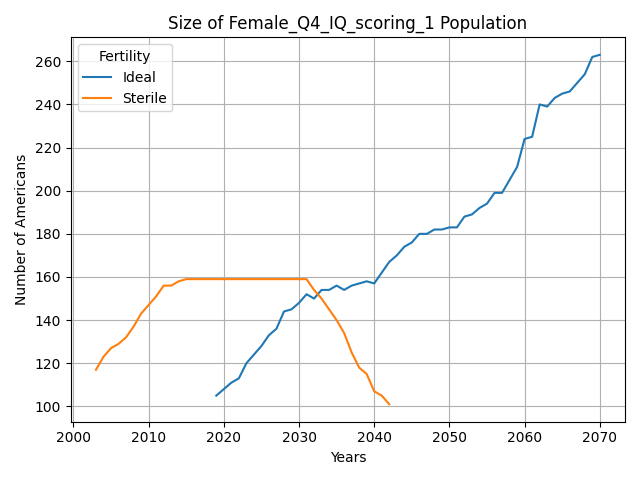 Size of Female_Q4_IQ_scoring_1 Population
Fertility
Ideal
Sterile
Number of Americans
260
240
220
200
180
160
140
120
100
2000 2010 2020 2030 2040 2050 2060 2070
Years